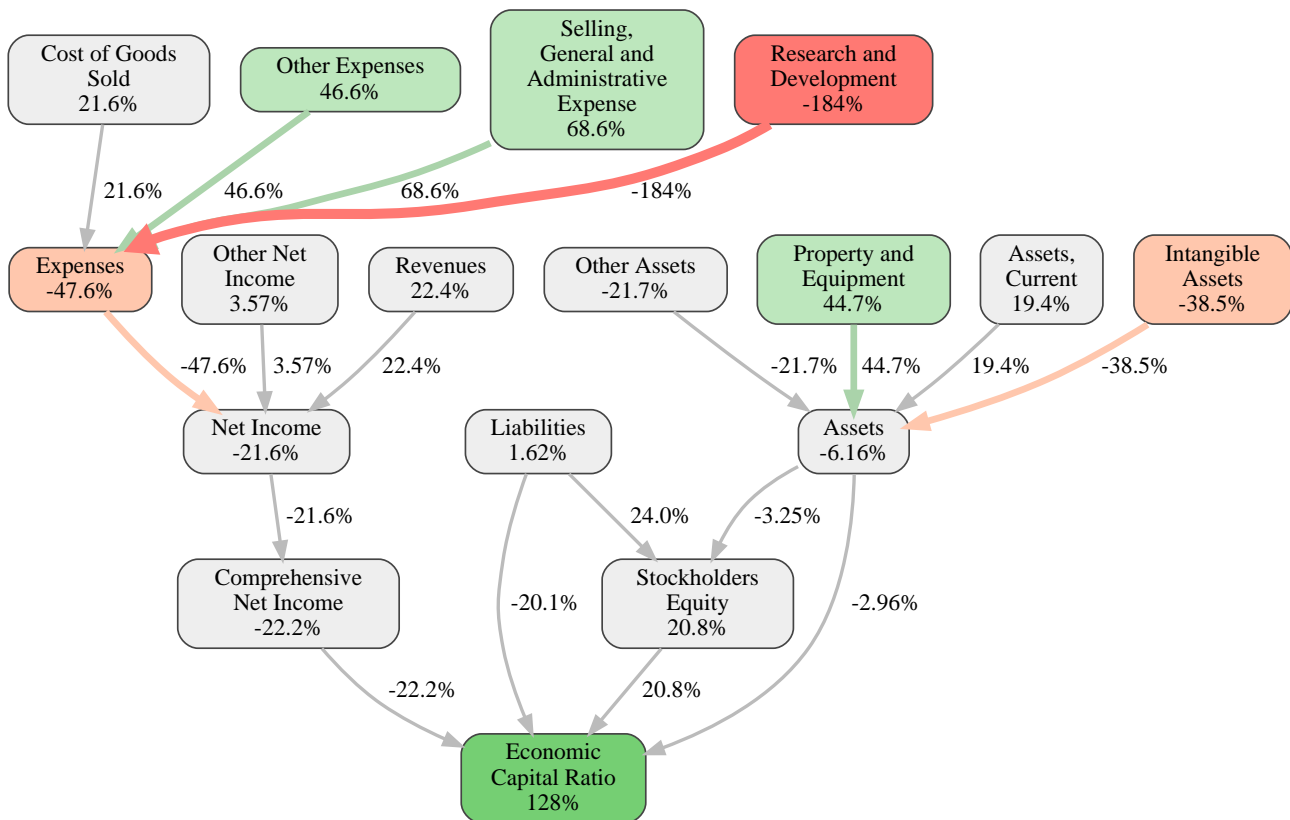 Cost of Goods
Sold
21.6%
Other Expenses
46.6%
Selling,
General and
Administrative
Expense
68.6%
Research and
Development
-184%
21.6%
46.6%
68.6%
-184%
Expenses
-47.6%
Other Net
Income
3.57%
Revenues
22.4%
Other Assets
-21.7%
Property and
Equipment
44.7%
Assets,
Current
19.4%
Intangible
Assets
-38.5%
-47.6%
3.57%
22.4%
-21.7%
44.7%
19.4%
-38.5%
Net Income
-21.6%
Liabilities
1.62%
Assets
-6.16%
-21.6%
24.0%
-3.25%
Comprehensive
Net Income
-22.2%
-20.1%
Stockholders
Equity
20.8%
-2.96%
-22.2%
20.8%
Economic
Capital Ratio
128%